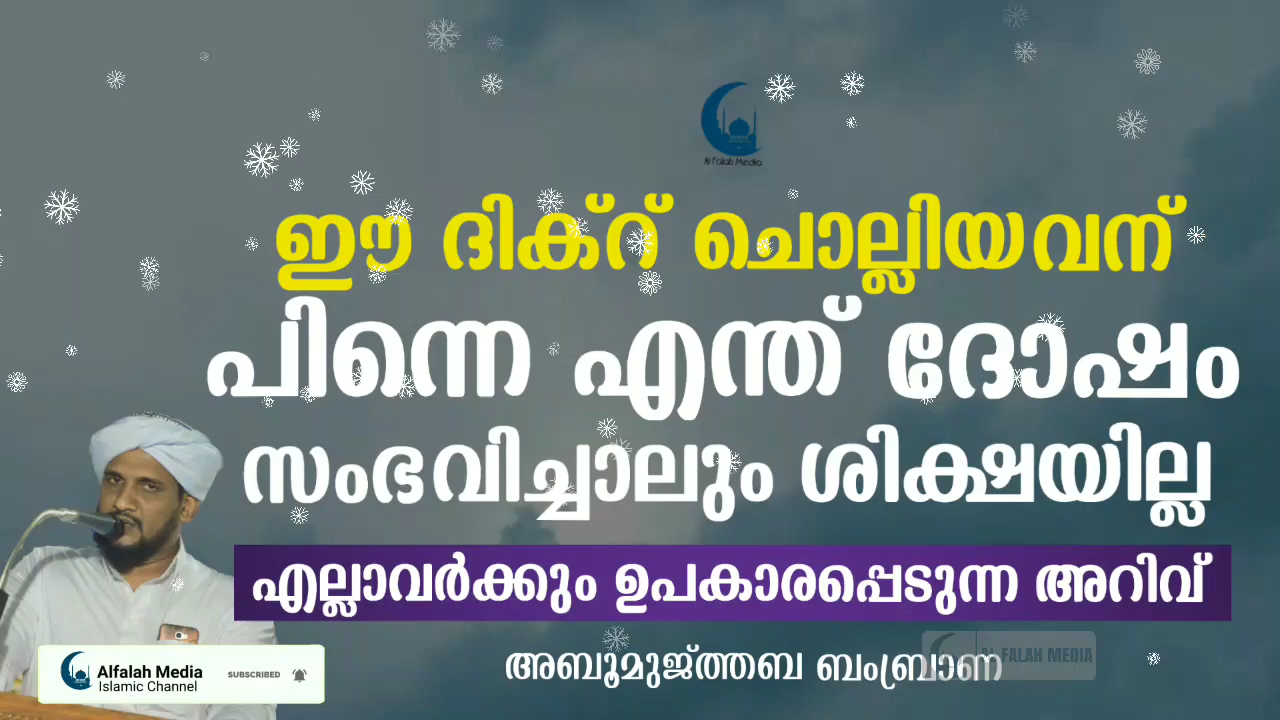 Al Falah Media
ഈ ദിക്റ് ചൊല്ലിയവന്
പിന്നെ എന്ത് ദോഷം
സംഭവിച്ചാലും ശിക്ഷയില്ല
എല്ലാവർക്കും ഉപകാരപ്പെടുന്ന അറിവ്
അബൂമുജ്ത്തബ ബംബ്രാണ
AL FALAH MEDIA
Alfalah Media
Islamic Channel
SUBSCRIBED